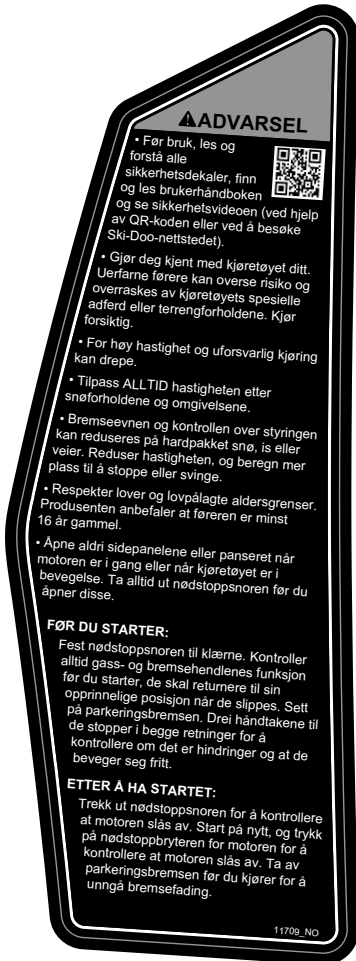 ⚠ADVARSEL
• Før bruk, les og
forstå alle
sikkerhetsdekaler, finn
og les brukerhåndboken
og se sikkerhetsvideoen (ved hjelp
av QR-koden eller ved å besøke
Ski-Doo-nettstedet).
• Gjør deg kjent med kjøretøyet ditt.
Uerfarne førere kan overse risiko og
overraskes av kjøretøyets spesielle
adferd eller terrengforholdene. Kjør
forsiktig.
• For høy hastighet og uforsvarlig kjøring
kan drepe.
• Tilpass ALLTID hastigheten etter
snøforholdene og omgivelsene.
• Bremseevnen og kontrollen over styringen
kan reduseres på hardpakket snø, is eller
veier. Reduser hastigheten, og beregn mer
plass til å stoppe eller svinge.
• Respekter lover og lovpålagte aldersgrenser.
Produsenten anbefaler at føreren er minst
16 år gammel.
• Åpne aldri sidepanelene eller panseret når
motoren er i gang eller når kjøretøyet er i
bevegelse. Ta alltid ut nødstoppsnoren før du
åpner disse.
FØR DU STARTER:
Fest nødstoppsnoren til klærne. Kontroller
alltid gass- og bremsehendlenes funksjon
før du starter, de skal returnere til sin
opprinnelige posisjon når de slippes. Sett
på parkeringsbremsen. Drei håndtakene til
de stopper i begge retninger for å
kontrollere om det er hindringer og at de
beveger seg fritt.
ETTER Å HA STARTET:
Trekk ut nødstoppsnoren for å kontrollere
at motoren slås av. Start på nytt, og trykk
på nødstoppbryteren for motoren for å
kontrollere at motoren slås av. Ta av
parkeringsbremsen før du kjører for å
unngå bremsefading.
11709_NO